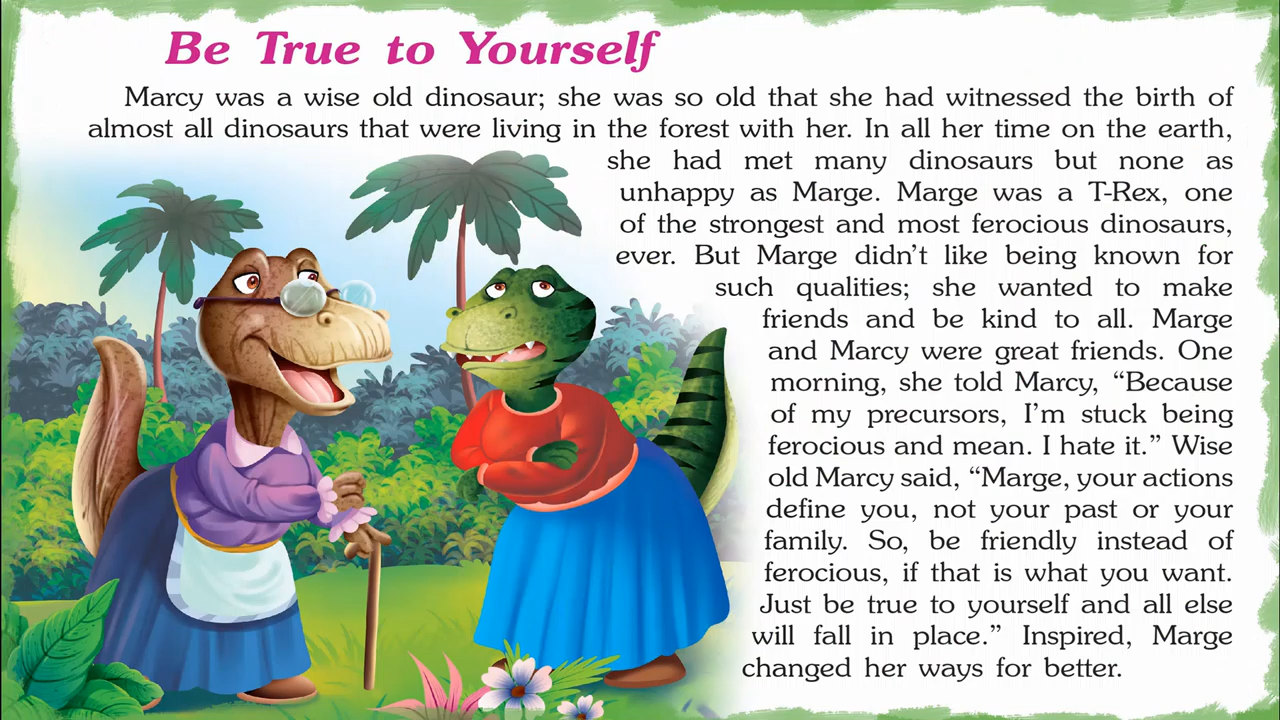 Be True to Yourself
Marcy was a wise old dinosaur; she was so old that she had witnessed the birth of
almost all dinosaurs that were living in the forest with her. In all her time on the earth,
she had met many dinosaurs but none as
unhappy as Marge. Marge was a T-Rex, one
of the strongest and most ferocious dinosaurs,
ever. But Marge didn’t like being known for
such qualities; she wanted to make
friends and be kind to all. Marge
and Marcy were great friends. One
morning, she told Marcy, “Because
of my precursors, I’m stuck being
ferocious and mean. I hate it.” Wise
old Marcy said, “Marge, your actions
define you, not your past or your
family. So, be friendly instead of
ferocious, if that is what you want.
Just be true to yourself and all else
will fall in place.” Inspired, Marge
changed her ways for better.